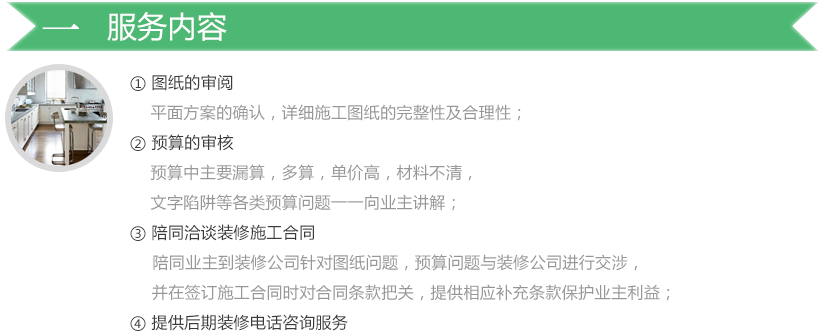 一 服务内容
① 图纸的审阅
平面方案的确认，详细施工图纸的完整性及合理性；
② 预算的审核
预算中主要漏算，多算，单价高，材料不清，
文字陷阱等各类预算问题一一向业主讲解；
③ 陪同洽谈装修施工合同
陪同业主到装修公司针对图纸问题，预算问题与装修公司进行交涉，
并在签订施工合同时对合同条款把关，提供相应补充条款保护业主利益；
④ 提供后期装修电话咨询服务